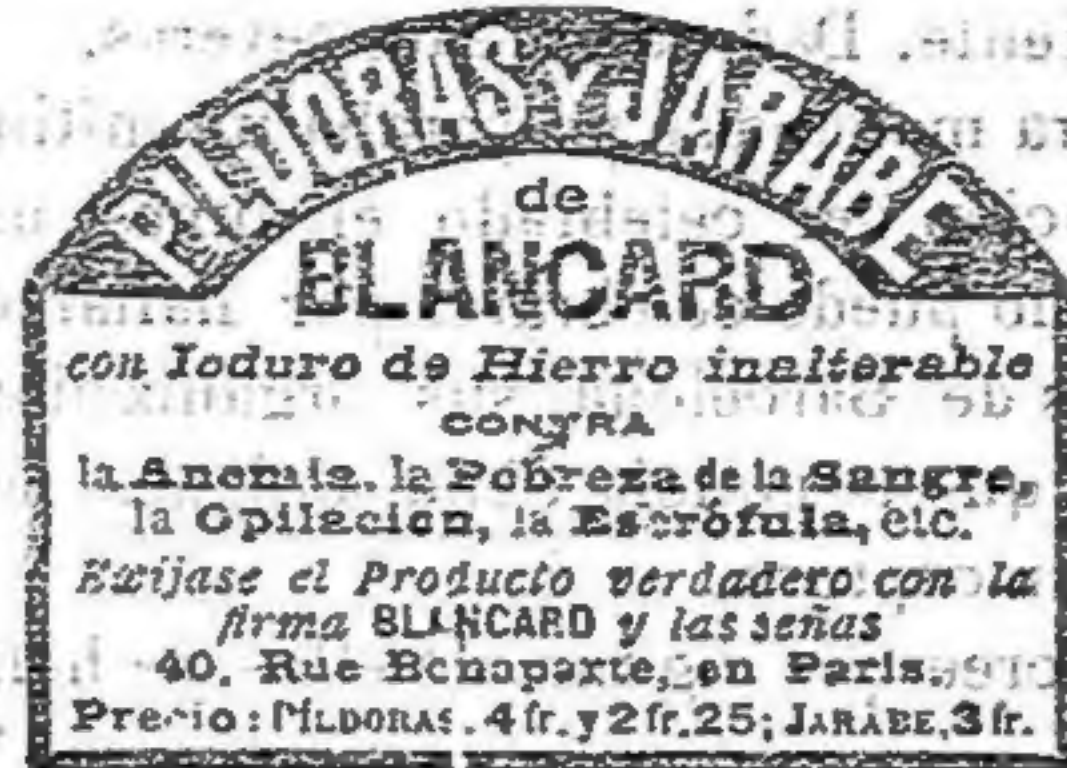 PILDORAS Y JARABE
de
BLANCARD
con Ioduro de Hierro inalterable
CONTRA
la Anemia, la Pobreza de la Sangre,
la Opilacion, la Escrófula, etc.
Exijase el Producto verdadero con la
firma BLANCARD y las señas
40, Rue Bonaparte, en Paris.
Precio: PÍLDORAS, 4 fr. y 2 fr. 25; JARABE, 3 fr.